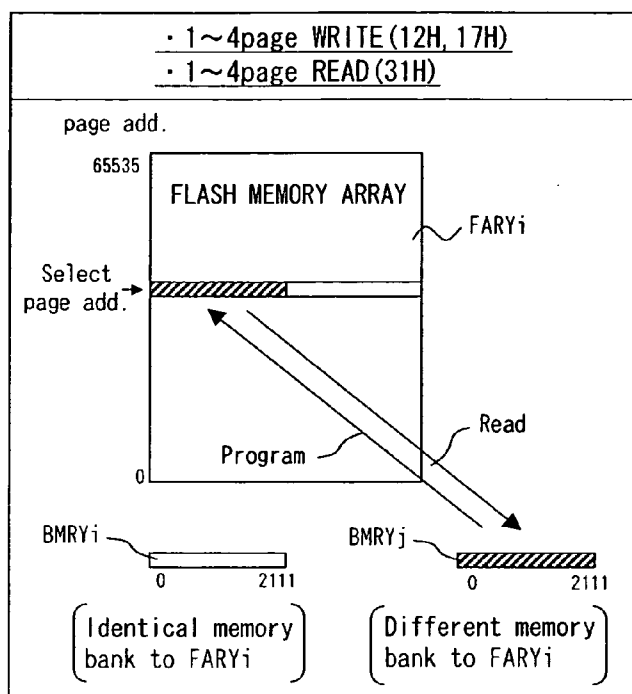 ・1～4page WRITE(12H, 17H)
・1～4page READ(31H)
page add.
65535
FLASH MEMORY ARRAY
FARYi
Select
page add.
Read
Program
0
BMRYi
BMRYj
0 2111
0 2111
(Identical memory
bank to FARYi)
(Different memory
bank to FARYi)